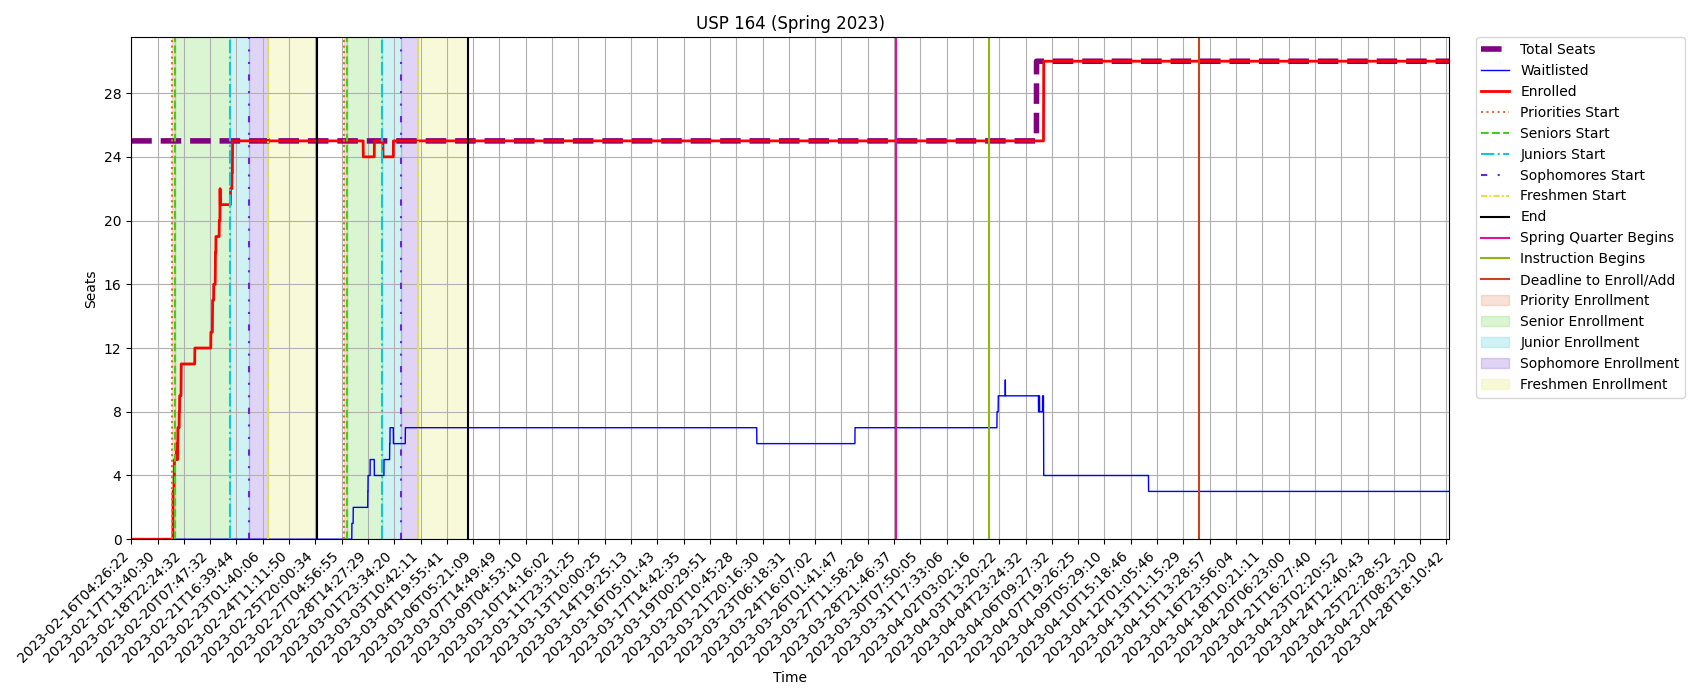 USP 164 (Spring 2023)
Total Seats
Waitlisted
Enrolled
Priorities Start
Seniors Start
Juniors Start
Sophomores Start
Freshmen Start
End
Spring Quarter Begins
Instruction Begins
Deadline to Enroll/Add
Priority Enrollment
Senior Enrollment
Junior Enrollment
Sophomore Enrollment
Freshmen Enrollment
Seats
28
24
20
16
12
8
4
0
2023-02-16T04:26:22
2023-02-17T13:40:30
2023-02-18T22:24:32
2023-02-20T07:47:32
2023-02-21T16:39:44
2023-02-23T01:40:06
2023-02-24T11:11:50
2023-02-25T20:00:34
2023-02-27T04:56:55
2023-02-28T14:27:29
2023-03-01T23:34:20
2023-03-03T10:42:11
2023-03-04T19:55:41
2023-03-06T05:21:09
2023-03-07T14:49:49
2023-03-09T04:53:10
2023-03-10T14:16:02
2023-03-11T23:31:25
2023-03-13T10:00:25
2023-03-14T19:25:13
2023-03-16T05:01:43
2023-03-17T14:42:35
2023-03-19T00:29:51
2023-03-20T10:45:28
2023-03-21T20:16:30
2023-03-23T06:18:31
2023-03-24T16:07:02
2023-03-26T01:41:47
2023-03-27T11:58:26
2023-03-28T21:46:37
2023-03-30T07:50:05
2023-03-31T17:33:06
2023-04-02T03:02:16
2023-04-03T13:20:22
2023-04-04T23:24:32
2023-04-06T09:27:32
2023-04-07T19:26:25
2023-04-09T05:29:16
2023-04-10T15:18:46
2023-04-12T01:05:46
2023-04-13T11:15:29
2023-04-15T13:28:57
2023-04-16T23:56:04
2023-04-18T10:21:11
2023-04-20T06:23:00
2023-04-21T16:27:40
2023-04-23T02:20:52
2023-04-24T12:40:43
2023-04-25T22:28:52
2023-04-27T08:23:20
2023-04-28T18:10:42
Time